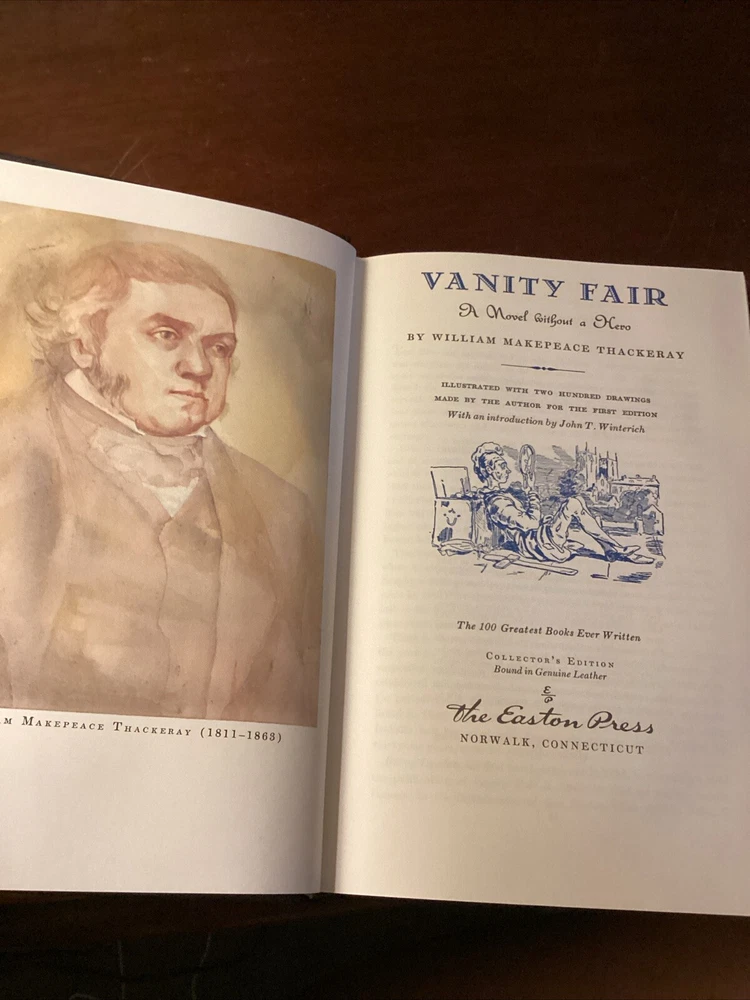 M MAKEPEACE THACKERAY (1811–1863)
VANITY FAIR
A Novel without a Hero
BY WILLIAM MAKEPEACE THACKERAY
ILLUSTRATED WITH TWO HUNDRED DRAWINGS
MADE BY THE AUTHOR FOR THE FIRST EDITION
With an introduction by John T. Winterich
The 100 Greatest Books Ever Written
COLLECTOR'S EDITION
Bound in Genuine Leather
E
P
The Easton Press
NORWALK, CONNECTICUT